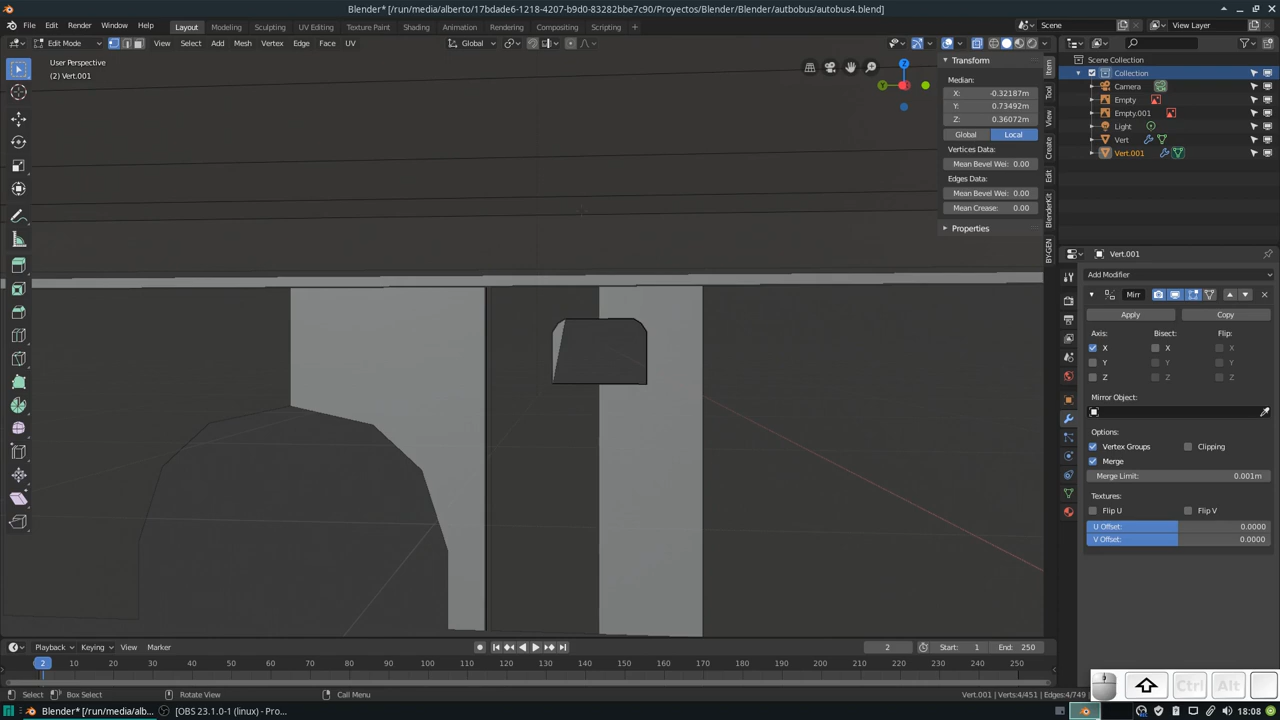 Blender* [/run/media/alberto/17bdade6-1218-4207-b9d0-83282bbe7c90/Proyectos/Blender/Blender/autbobus/autobus4.blend]
File Edit Render Window Help Layout Modeling Sculpting UV Editing Texture Paint Shading Animation Rendering Compositing Scripting + Scene View Layer
Edit Mode View Select Add Mesh Vertex Edge Face UV Global
User Perspective
(2) Vert.001
Transform
Median:
X: -0.32187m
Y: 0.73492m
Z: 0.36072m
Global Local
Vertices Data:
Mean Bevel Wei: 0.00
Edges Data:
Mean Bevel Wei: 0.00
Mean Crease: 0.00
Properties
Item
Tool
View
Create
Edit
BlenderKit
BY-GEN
Z
Y
Scene Collection
Collection
Camera
Empty
Empty.001
Light
Vert
Vert.001
Vert.001
Add Modifier
Mirr
Apply Copy
Axis: Bisect: Flip:
X X X
Y Y Y
Z Z Z
Mirror Object:
Options:
Vertex Groups Clipping
Merge
Merge Limit: 0.001m
Textures:
Flip U Flip V
U Offset: 0.0000
V Offset: 0.0000
Playback Keying View Marker 2 Start: 1 End: 250
2 10 20 30 40 50 60 70 80 90 100 110 120 130 140 150 160 170 180 190 200 210 220 230 240 250
Ctrl Alt
Select Box Select Rotate View Call Menu Vert.001 | Verts:4/451 | Edges:4/749
Blender* [/run/media/alb... [OBS 23.1.0-1 (linux) - Pro... 18:08